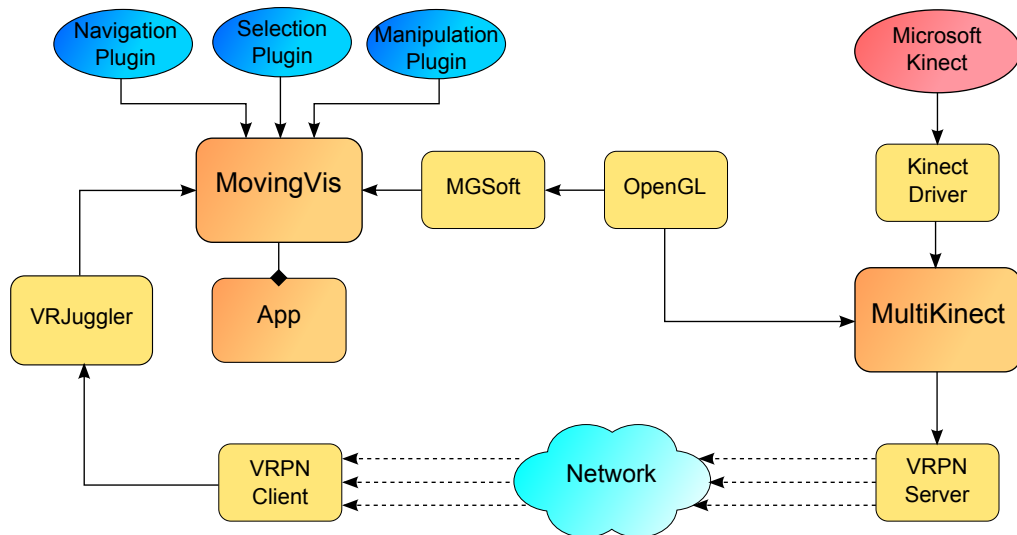 Navigation
Plugin
Selection
Plugin
Manipulation
Plugin
Microsoft
Kinect
MovingVis
MGSoft
OpenGL
Kinect
Driver
VRJuggler
App
MultiKinect
VRPN
Client
Network
VRPN
Server